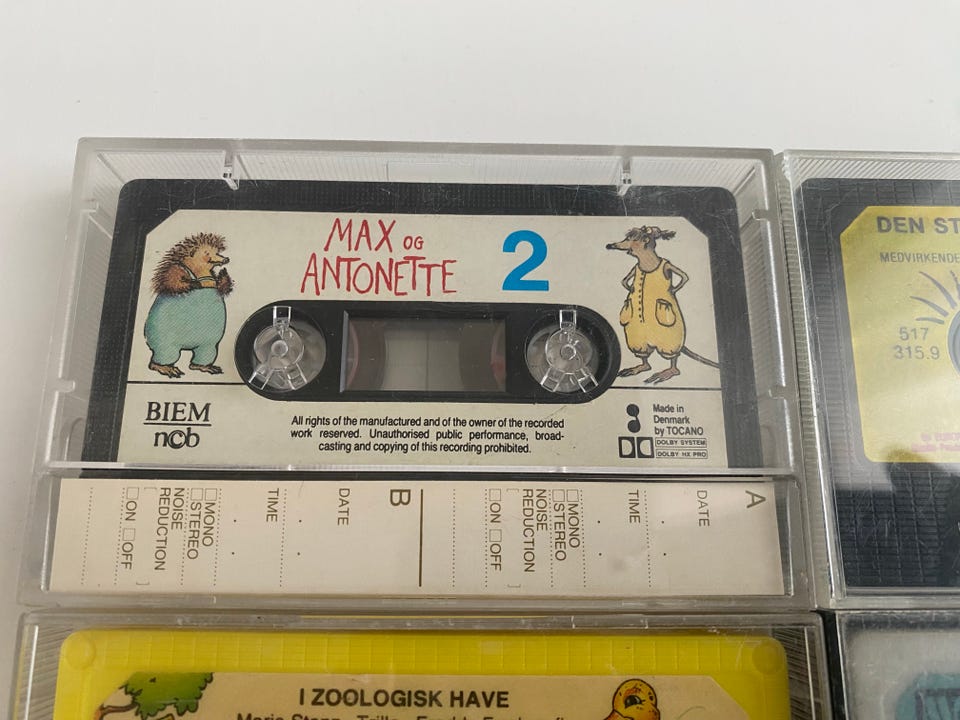 MAX OG
ANTONETTE
2
BIEM
ncb
All rights of the manufactured and of the owner of the recorded
work reserved. Unauthorised public performance, broad-
casting and copying of this recording prohibited.
Made in
Denmark
by TOCANO
DOLBY SYSTEM
DOLBY HX PRO
A
DATE
TIME
MONO
STEREO
NOISE
REDUCTION
ON OFF
B
DATE
TIME
MONO
STEREO
NOISE
REDUCTION
ON OFF
DEN ST
MEDVIRKENDE
517
315.9
I ZOOLOGISK HAVE